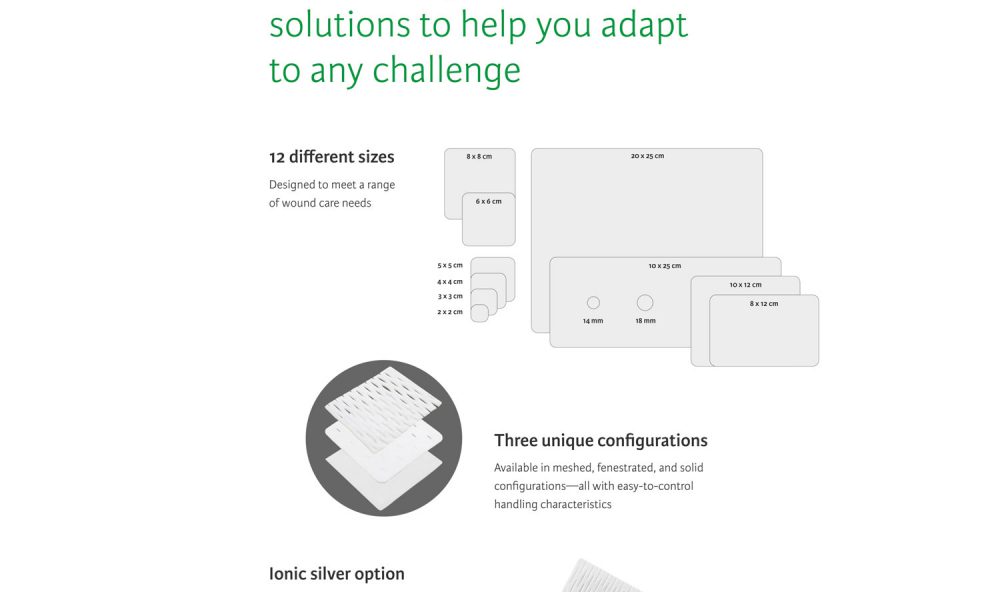 solutions to help you adapt
to any challenge
12 different sizes
Designed to meet a range
of wound care needs
8 x 8 cm
6 x 6 cm
5 x 5 cm
4 x 4 cm
3 x 3 cm
2 x 2 cm
20 x 25 cm
10 x 25 cm
14 mm
18 mm
10 x 12 cm
8 x 12 cm
Three unique configurations
Available in meshed, fenestrated, and solid
configurations—all with easy-to-control
handling characteristics
Ionic silver option